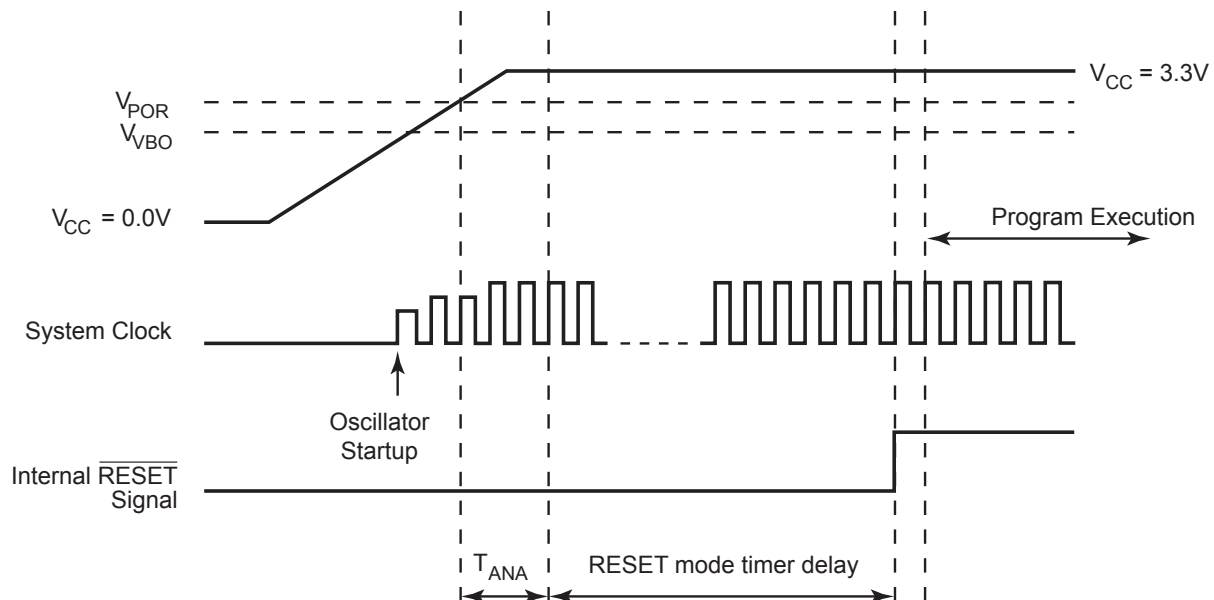 V_CC = 3.3V
V_POR
V_VBO
V_CC = 0.0V
Program Execution
System Clock
Oscillator
Startup
Internal R̅E̅S̅E̅T̅
Signal
T_ANA
RESET mode timer delay